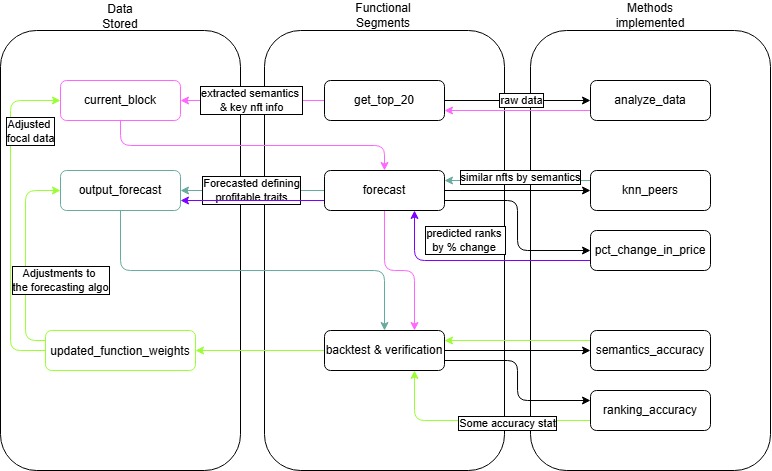 Data
Stored
Functional
Segments
Methods
implemented
current_block
extracted semantics
& key nft info
get_top_20
raw data
analyze_data
Adjusted
focal data
output_forecast
Forecasted defining
profitable traits
forecast
similar nfts by semantics
knn_peers
predicted ranks
by % change
pct_change_in_price
Adjustments to
the forecasting algo
updated_function_weights
backtest & verification
semantics_accuracy
ranking_accuracy
Some accuracy stat